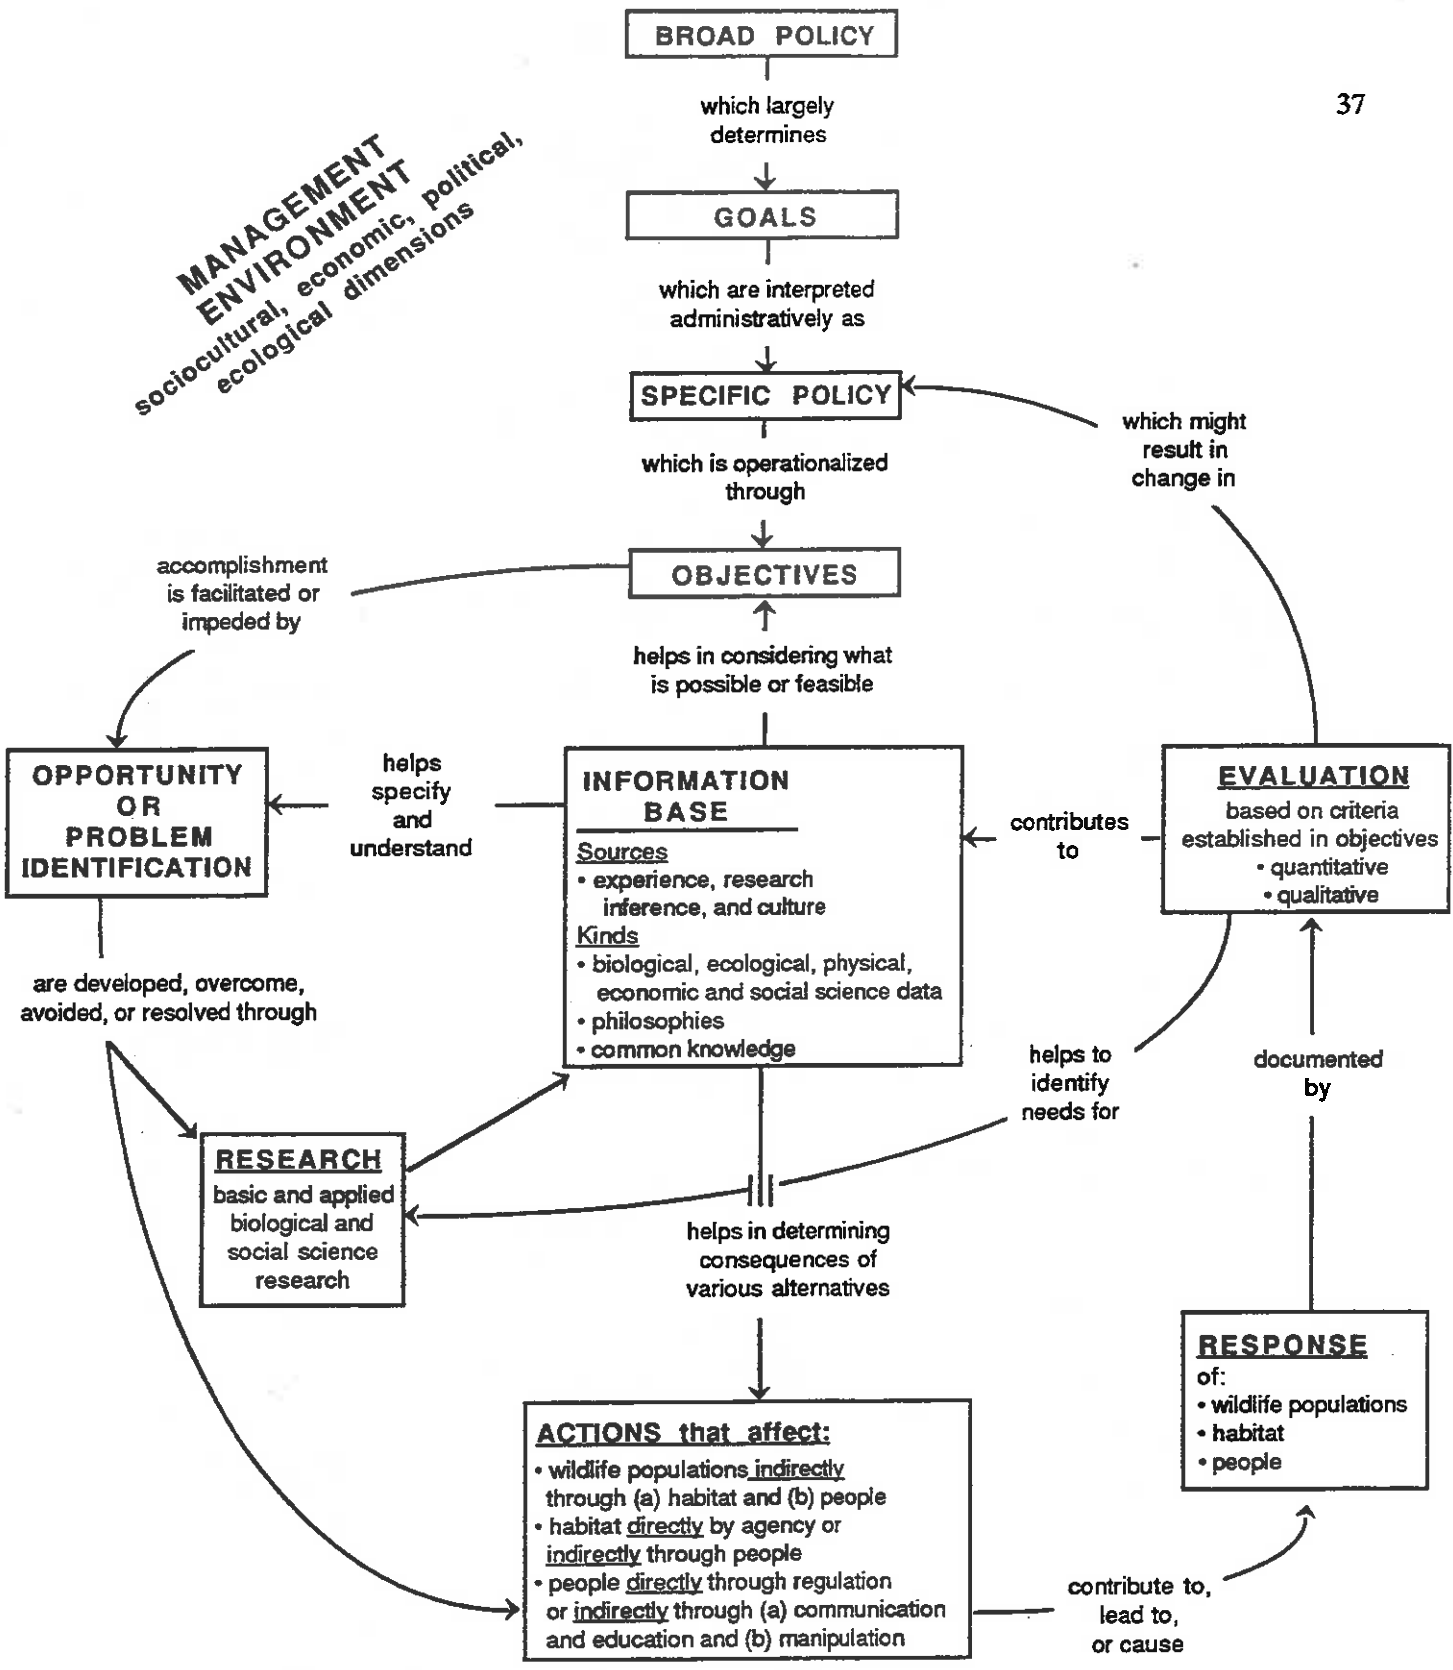 BROAD POLICY
37
which largely
determines
MANAGEMENT
ENVIRONMENT
sociocultural, economic, political,
ecological dimensions
GOALS
which are interpreted
administratively as
SPECIFIC POLICY
which might
result in
change in
which is operationalized
through
OBJECTIVES
accomplishment
is facilitated or
impeded by
helps in considering what
is possible or feasible
OPPORTUNITY
OR
PROBLEM
IDENTIFICATION
helps
specify
and
understand
INFORMATION
BASE
Sources
• experience, research
inference, and culture
Kinds
• biological, ecological, physical,
economic and social science data
• philosophies
• common knowledge
contributes
to
EVALUATION
based on criteria
established in objectives
• quantitative
• qualitative
are developed, overcome,
avoided, or resolved through
helps to
identify
needs for
documented
by
RESEARCH
basic and applied
biological and
social science
research
helps in determining
consequences of
various alternatives
RESPONSE
of:
• wildlife populations
• habitat
• people
ACTIONS that affect:
• wildlife populations indirectly
through (a) habitat and (b) people
• habitat directly by agency or
indirectly through people
• people directly through regulation
or indirectly through (a) communication
and education and (b) manipulation
contribute to,
lead to,
or cause